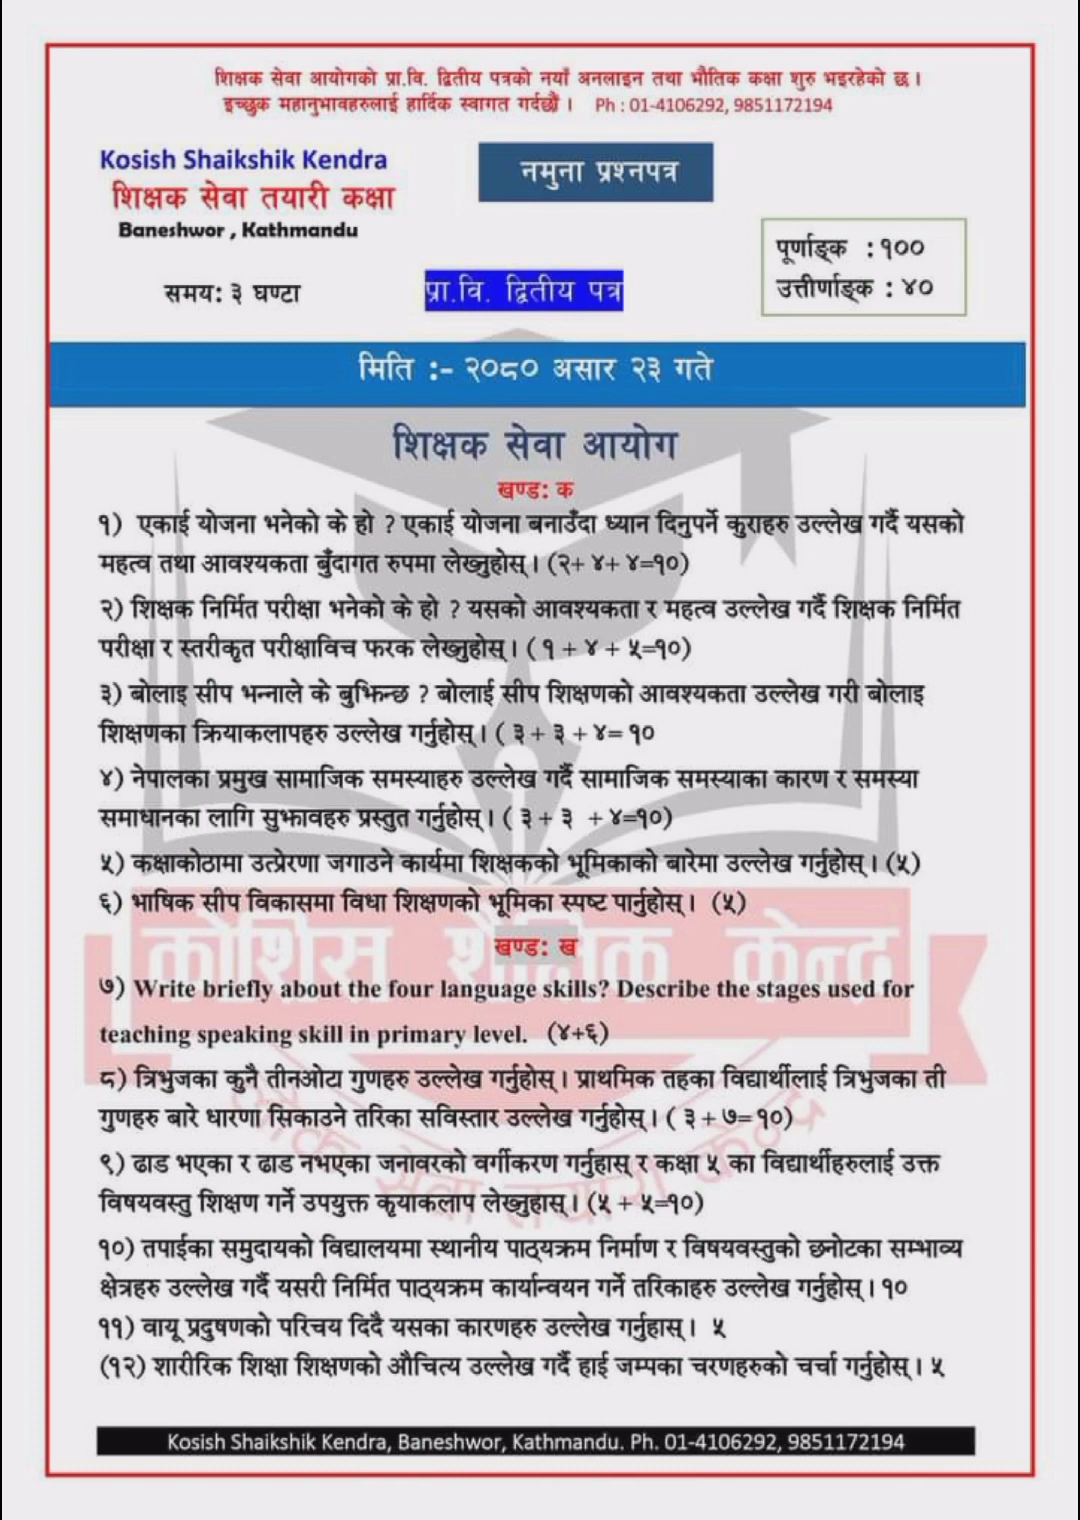 शिक्षक सेवा आयोगको प्रा.वि. द्वितीय पत्रको नयाँ अनलाइन तथा भौतिक कक्षा शुरु भइरहेको छ ।
इच्छुक महानुभावहरुलाई हार्दिक स्वागत गर्दछौं । Ph : 01-4106292, 9851172194
Kosish Shaikshik Kendra
नमुना प्रश्नपत्र
शिक्षक सेवा तयारी कक्षा
Baneshwor , Kathmandu
पूर्णाङ्क : १००
समय: ३ घण्टा
प्रा.वि. द्वितीय पत्र
उत्तीर्णाङ्क : ४०
मिति :- २०८० असार २३ गते
शिक्षक सेवा आयोग
खण्ड: क
१) एकाई योजना भनेको के हो ? एकाई योजना बनाउँदा ध्यान दिनुपर्ने कुराहरु उल्लेख गर्दै यसको
महत्व तथा आवश्यकता बुँदागत रुपमा लेख्नुहोस् । (२+ ४+ ४=१०)
२) शिक्षक निर्मित परीक्षा भनेको के हो ? यसको आवश्यकता र महत्व उल्लेख गर्दै शिक्षक निर्मित
परीक्षा र स्तरीकृत परीक्षाविच फरक लेख्नुहोस् । ( १ + ४ + ५=१०)
३) बोलाइ सीप भन्नाले के बुझिन्छ ? बोलाई सीप शिक्षणको आवश्यकता उल्लेख गरी बोलाइ
शिक्षणका क्रियाकलापहरु उल्लेख गर्नुहोस् । ( ३ + ३ + ४= १०
४) नेपालका प्रमुख सामाजिक समस्याहरु उल्लेख गर्दै सामाजिक समस्याका कारण र समस्या
समाधानका लागि सुझावहरु प्रस्तुत गर्नुहोस् । ( ३ + ३ + ४=१०)
५) कक्षाकोठामा उत्प्रेरणा जगाउने कार्यमा शिक्षकको भूमिकाको बारेमा उल्लेख गर्नुहोस् । (५)
६) भाषिक सीप विकासमा विधा शिक्षणको भूमिका स्पष्ट पार्नुहोस् । (५)
कोशिस शैक्षिक केन्द्र
खण्ड: ख
७) Write briefly about the four language skills? Describe the stages used for
teaching speaking skill in primary level. (४+६)
८) त्रिभुजका कुनै तीनओटा गुणहरु उल्लेख गर्नुहोस् । प्राथमिक तहका विद्यार्थीलाई त्रिभुजका ती
गुणहरु बारे धारणा सिकाउने तरिका सविस्तार उल्लेख गर्नुहोस् । ( ३ + ७= १०)
९) ढाड भएका र ढाड नभएका जनावरको वर्गीकरण गर्नुहास् र कक्षा ५ का विद्यार्थीहरुलाई उक्त
विषयवस्तु शिक्षण गर्ने उपयुक्त कृयाकलाप लेख्नुहास् । (५ + ५=१०)
सेवा तयारी केन्द्र
१०) तपाईका समुदायको विद्यालयमा स्थानीय पाठ्यक्रम निर्माण र विषयवस्तुको छनोटका सम्भाव्य
क्षेत्रहरु उल्लेख गर्दै यसरी निर्मित पाठ्यक्रम कार्यान्वयन गर्ने तरिकाहरु उल्लेख गर्नुहोस् । १०
११) वायू प्रदुषणको परिचय दिदै यसका कारणहरु उल्लेख गर्नुहास् । ५
(१२) शारीरिक शिक्षा शिक्षणको औचित्य उल्लेख गर्दै हाई जम्पका चरणहरुको चर्चा गर्नुहोस् । ५
Kosish Shaikshik Kendra, Baneshwor, Kathmandu. Ph. 01-4106292, 9851172194